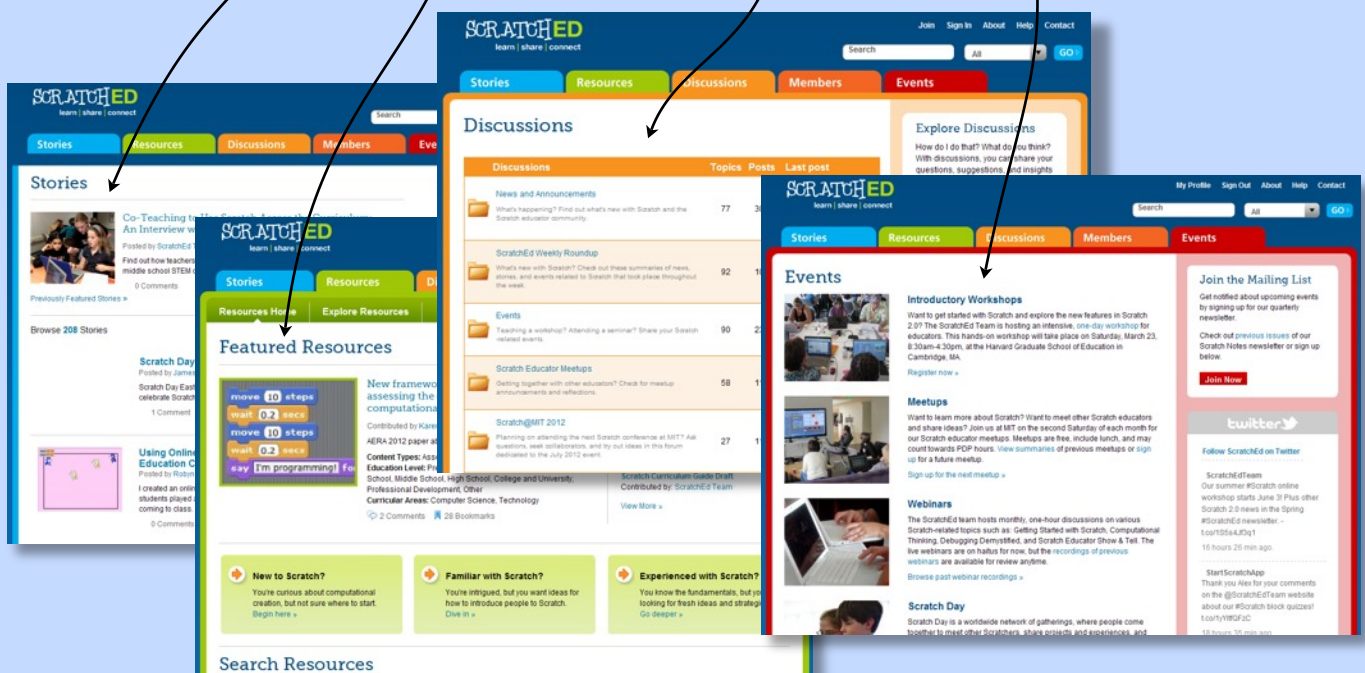 SCRATCHED
learn | share | connect
Search
Stories
Resources
Discussions
Members
Eve
Stories
Co-Teaching to Use Scratch Across the Curriculum:
An Interview w
Posted by ScratchEd T
Find out how teachers
middle school STEM
0 Comments
Previously Featured Stories »
Browse 208 Stories
Scratch Day
Posted by James
Scratch Day East
celebrate Scratch
1 Comment
Using Online
Education C
Posted by Robin
I created an onlin
students played
coming to class.
0 Comments
SCRATCHED
learn | share | connect
Stories
Resources
Resources Home
Explore Resources
Featured Resources
move 10 steps
wait 0.2 secs
move 10 steps
wait 0.2 secs
say I'm programming! fo
New framewo
assessing the
computationa
Contributed by Kare
AERA 2012 paper a
Content Types: Ass
Education Level: Pre
School, Middle School, High School, College and University,
Professional Development, Other
Curricular Areas: Computer Science, Technology
2 Comments 28 Bookmarks
Scratch Curriculum Guide Draft
Contributed by: ScratchEd Team
View More »
New to Scratch?
You're curious about computational
creation, but not sure where to start.
Begin here »
Familiar with Scratch?
You're intrigued, but you want ideas for
how to introduce people to Scratch.
Dive in »
Experienced with Scratch?
You know the fundamentals, but yo
looking for fresh ideas and strategi
Go deeper »
Search Resources
SCRATCHED
learn | share | connect
Join Sign In About Help Contact
Search All GO
Stories Resources Discussions Members Events
Discussions
Discussions Topics Posts Last post
News and Announcements
What's happening? Find out what's new with Scratch and the
Scratch educator community.
77
ScratchEd Weekly Roundup
What's new with Scratch? Check out these summaries of news,
stories, and events related to Scratch that took place throughout
the week.
92
Events
Teaching a workshop? Attending a seminar? Share your Scratch
-related events.
90
Scratch Educator Meetups
Getting together with other educators? Check for meetup
announcements and reflections.
58
Scratch@MIT 2012
Planning on attending the next Scratch conference at MIT? Ask
questions, seek collaborators, and try out ideas in this forum
dedicated to the July 2012 event.
27
Explore Discussions
How do I do that? What do you think?
With discussions, you can share your
questions, suggestions, and insights
SCRATCHED
learn | share | connect
My Profile Sign Out About Help Contact
Search All GO
Stories Resources Discussions Members Events
Events
Introductory Workshops
Want to get started with Scratch and explore the new features in Scratch
2.0? The ScratchEd Team is hosting an intensive, one-day workshop for
educators. This hands-on workshop will take place on Saturday, March 23,
8:30am-4:30pm, at the Harvard Graduate School of Education in
Cambridge, MA.
Register now »
Meetups
Want to learn more about Scratch? Want to meet other Scratch educators
and share ideas? Join us at MIT on the second Saturday of each month for
our Scratch educator meetups. Meetups are free, include lunch, and may
count towards PDP hours. View summaries of previous meetups or sign
up for a future meetup.
Sign up for the next meetup »
Webinars
The ScratchEd team hosts monthly, one-hour discussions on various
Scratch-related topics such as: Getting Started with Scratch, Computational
Thinking, Debugging Demystified, and Scratch Educator Show & Tell. The
live webinars are on haitus for now, but the recordings of previous
webinars are available for review anytime.
Browse past webinar recordings »
Scratch Day
Scratch Day is a worldwide network of gatherings, where people come
together to meet other Scratchers, share projects and experiences, and
Join the Mailing List
Get notified about upcoming events
by signing up for our quarterly
newsletter.
Check out previous issues of our
Scratch Notes newsletter or sign up
below.
Join Now
twitter
Follow ScratchEd on Twitter
ScratchEdTeam
Our summer #Scratch online
workshop starts June 3! Plus other
Scratch 2.0 news in the Spring
#ScratchEd newsletter. -
16 hours 26 min ago.
StartScratchApp
Thank you Alex for your comments
on the @ScratchEdTeam website
about our #Scratch block quizzes!
18 hours 35 min ago